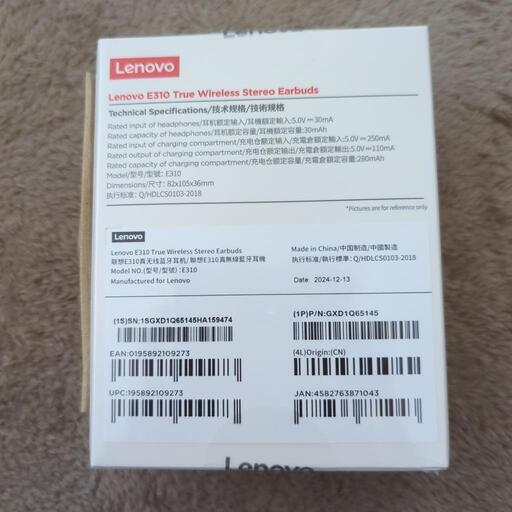 Lenovo
Lenovo
Lenovo E310 True Wireless Stereo Earbuds
Technical Specifications/技术规格/技術規格
Rated input of headphones/耳机额定输入/耳機額定輸入:5.0V⎓30mA
Rated capacity of headphones/耳机额定容量/耳機額定容量:30mAh
Rated input of charging compartment/充电仓额定输入/充電倉額定輸入:5.0V⎓250mA
Rated output of charging compartment/充电仓额定输出/充電倉額定輸出:5.0V⎓110mA
Rated capacity of charging compartment/充电仓额定容量/充電倉額定容量:280mAh
Model/型号/型號: E310
Dimensions/尺寸: 82x105x36mm
执行标准: Q/HDLCS0103-2018
*Pictures are for reference only
Lenovo
Lenovo E310 True Wireless Stereo Earbuds
联想E310真无线蓝牙耳机/聯想E310真無線藍牙耳機
Model NO.(型号/型號):E310
Manufactured for Lenovo
Made in China/中国制造/中國製造
执行标准/執行標準: Q/HDLCS0103-2018
Date: 2024-12-13
(1S)SN:1SGXD1Q65145HA159474
(1P)P/N:GXD1Q65145
EAN:0195892109273
(4L)Origin:(CN)
UPC:195892109273
JAN:4582763871043
Lenovo